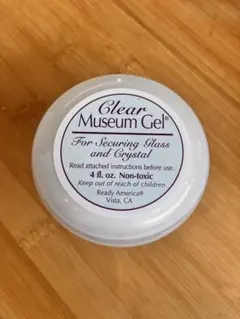 Clear
Museum Gel®
For Securing Glass
and Crystal
Read attached instructions before use.
4 fl. oz. Non-toxic
Keep out of reach of children
Ready America®
Vista, CA